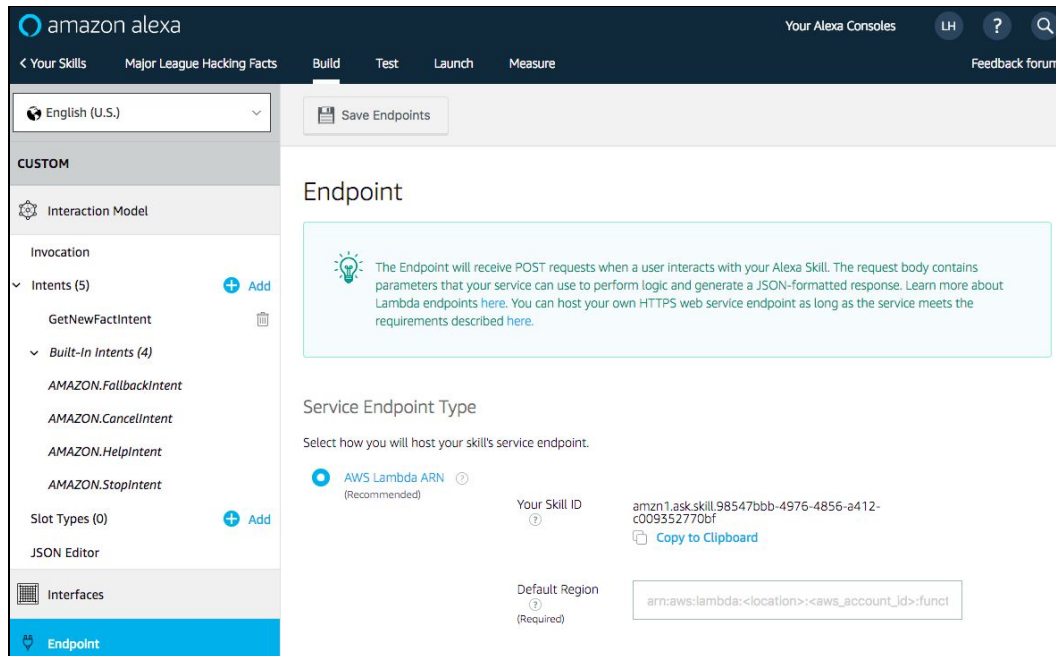 amazon alexa
Your Alexa Consoles
LH
?
< Your Skills
Major League Hacking Facts
Build
Test
Launch
Measure
Feedback forum
English (U.S.)
Save Endpoints
CUSTOM
Interaction Model
Invocation
Intents (5)
Add
GetNewFactIntent
Built-In Intents (4)
AMAZON.FallbackIntent
AMAZON.CancelIntent
AMAZON.HelpIntent
AMAZON.StopIntent
Slot Types (0)
Add
JSON Editor
Interfaces
Endpoint
Endpoint
The Endpoint will receive POST requests when a user interacts with your Alexa Skill. The request body contains
parameters that your service can use to perform logic and generate a JSON-formatted response. Learn more about
Lambda endpoints here. You can host your own HTTPS web service endpoint as long as the service meets the
requirements described here.
Service Endpoint Type
Select how you will host your skill's service endpoint.
AWS Lambda ARN ?
(Recommended)
Your Skill ID
?
amzn1.ask.skill.98547bbb-4976-4856-a412-
c009352770bf
Copy to Clipboard
Default Region
?
(Required)
arn:aws:lambda:<location>:<aws_account_id>:funct